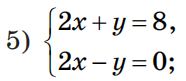 5) { 2x + y = 8,
2x − y = 0;